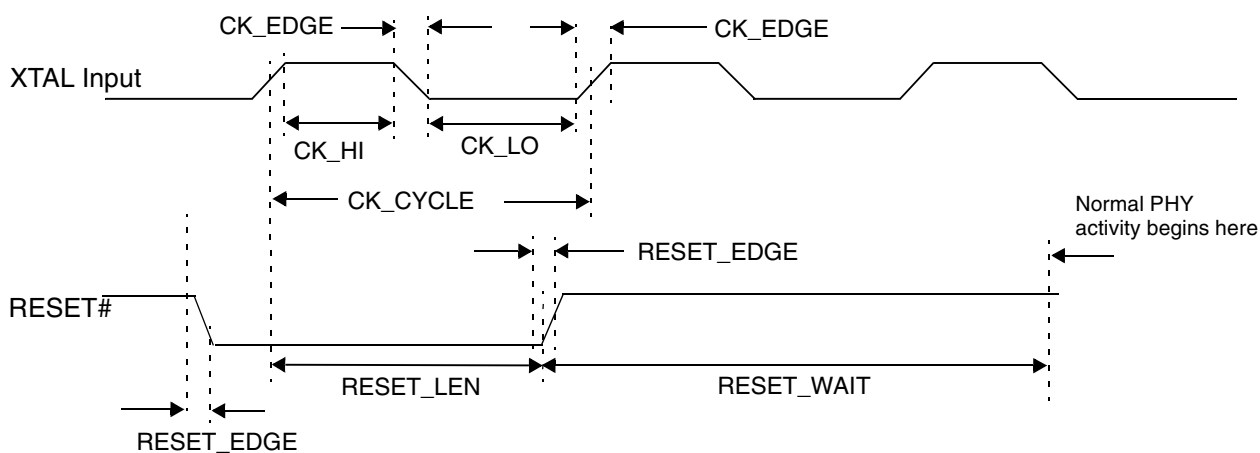 CK_EDGE
CK_EDGE
XTAL Input
CK_HI
CK_LO
CK_CYCLE
Normal PHY
activity begins here
RESET_EDGE
RESET#
RESET_LEN
RESET_WAIT
RESET_EDGE